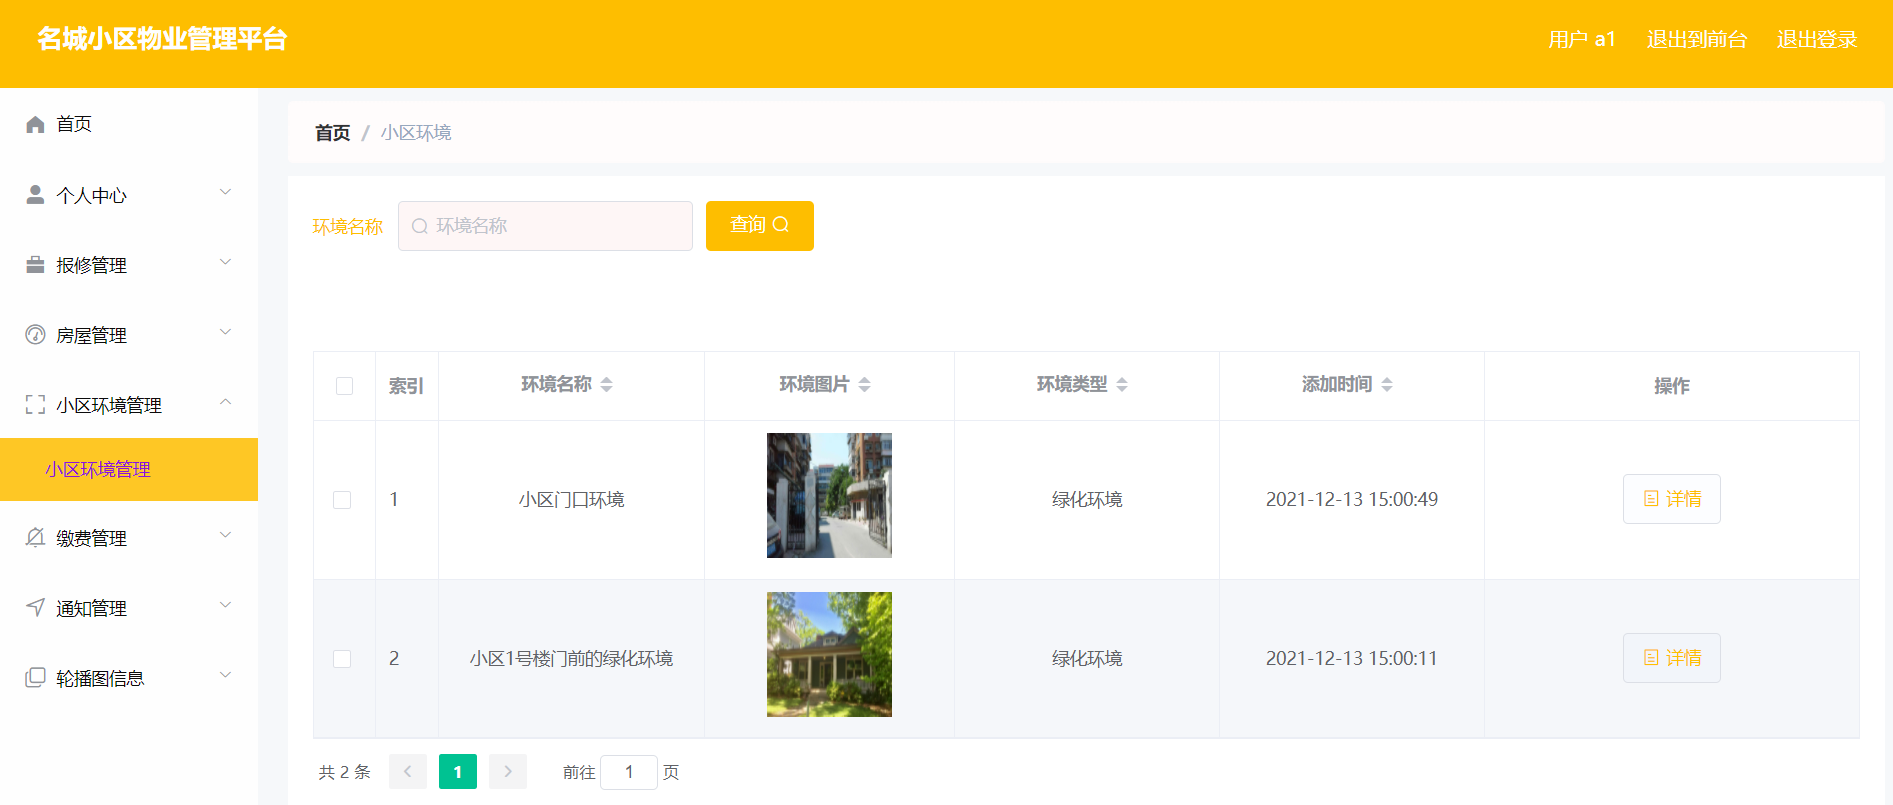 名城小区物业管理平台
用户 a1 退出到前台 退出登录
首页
个人中心
报修管理
房屋管理
小区环境管理
小区环境管理
缴费管理
通知管理
轮播图信息
首页 / 小区环境
环境名称 环境名称 查询
索引 环境名称 环境图片 环境类型 添加时间 操作
1 小区门口环境 绿化环境 2021-12-13 15:00:49 详情
2 小区1号楼门前的绿化环境 绿化环境 2021-12-13 15:00:11 详情
共 2 条 1 前往 1 页